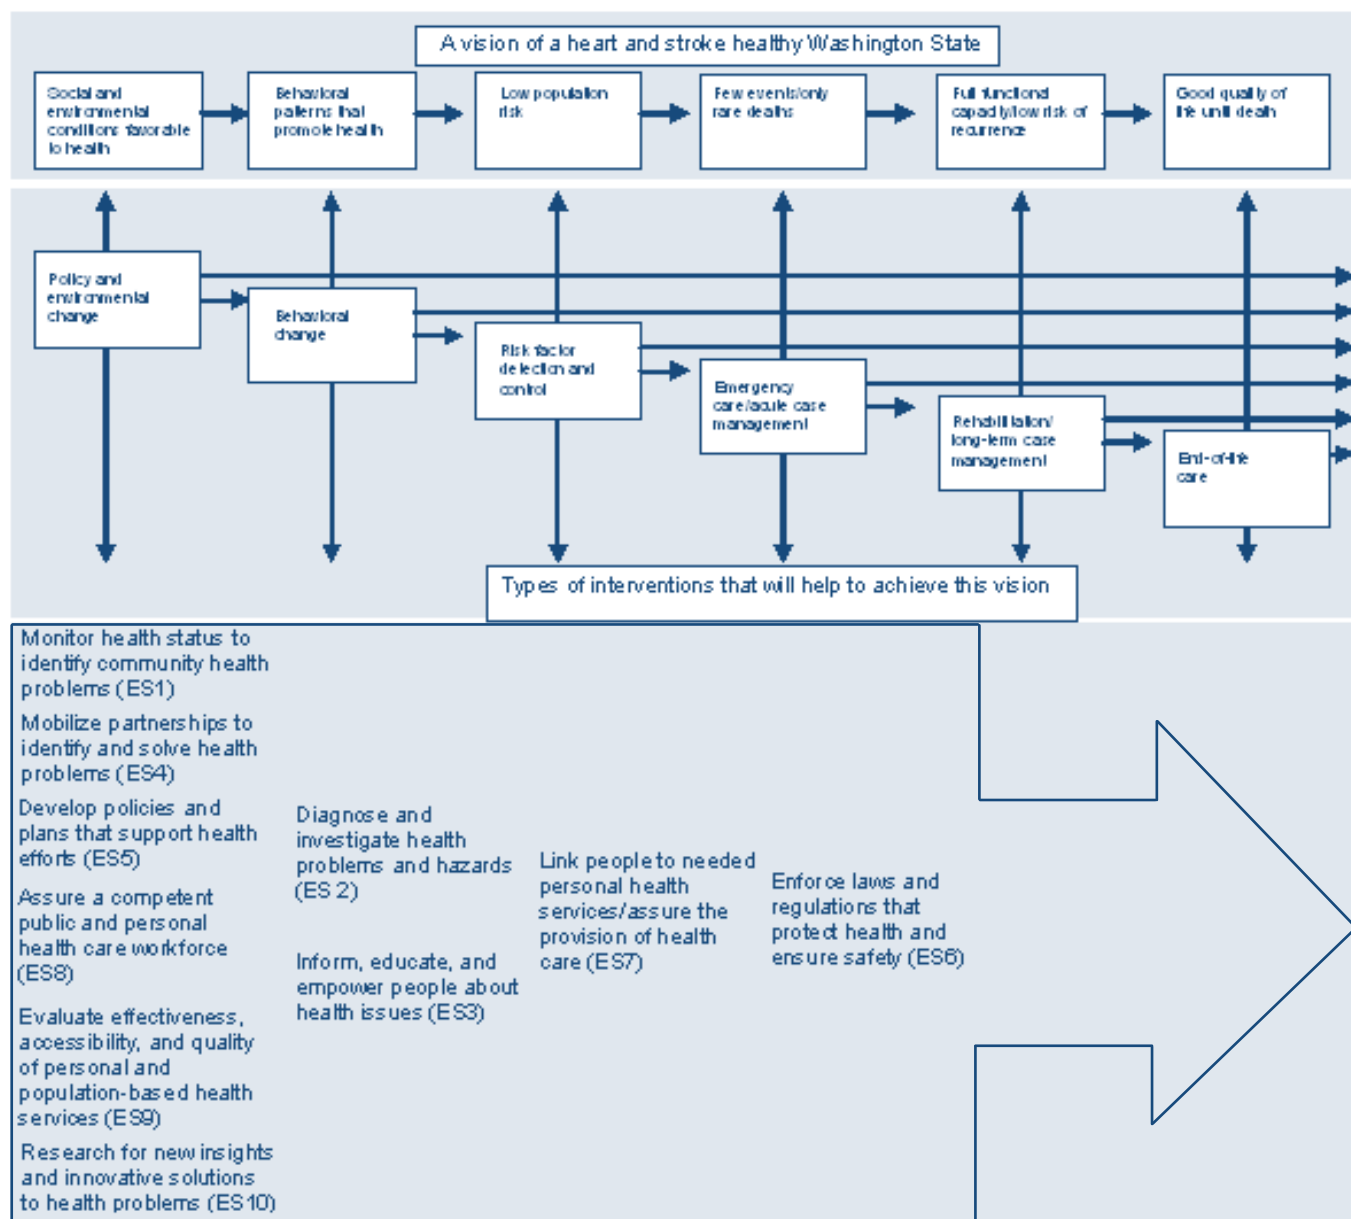 A vision of a heart and stroke healthy Washington State
Social and
environmental
conditions favorable
to health
Behavioral
patterns that
promote health
Low population
risk
Few events/only
rare deaths
Full functional
capacity/low risk of
recurrence
Good quality of
life until death
Policy and
environmental
change
Behavioral
change
Risk factor
detection and
control
Emergency
care/acute case
management
Rehabilitation/
long-term case
management
End-of-life
care
Types of interventions that will help to achieve this vision
Monitor health status to
identify community health
problems (ES1)
Mobilize partnerships to
identify and solve health
problems (ES4)
Develop policies and
plans that support health
efforts (ES5)
Assure a competent
public and personal
health care workforce
(ES8)
Evaluate effectiveness,
accessibility, and quality
of personal and
population-based health
services (ES9)
Research for new insights
and innovative solutions
to health problems (ES10)
Diagnose and
investigate health
problems and hazards
(ES 2)
Inform, educate, and
empower people about
health issues (ES3)
Link people to needed
personal health
services/assure the
provision of health
care (ES7)
Enforce laws and
regulations that
protect health and
ensure safety (ES6)